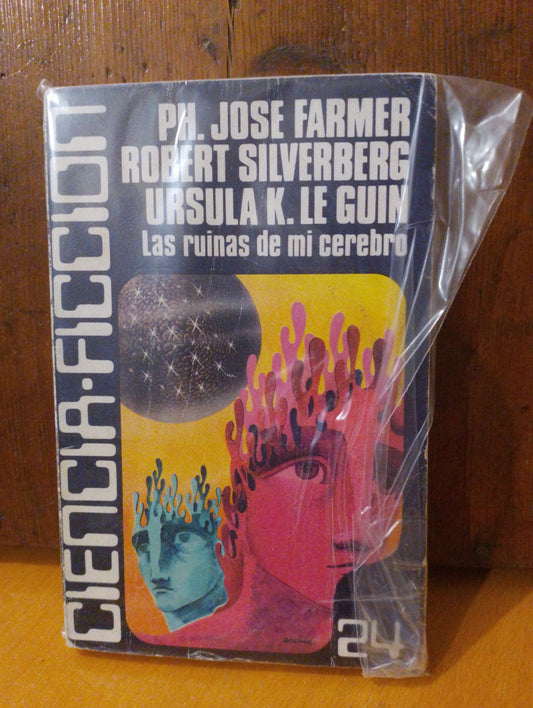 CIENCIA-FICCION
PH. JOSE FARMER
ROBERT SILVERBERG
URSULA K. LE GUIN
Las ruinas de mi cerebro
24